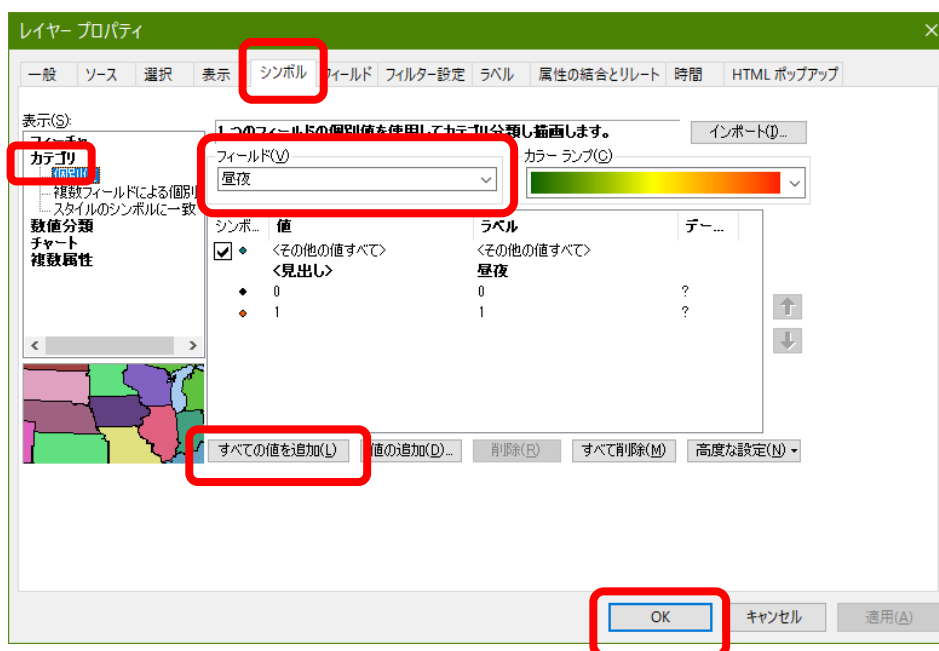 レイヤー プロパティ
一般 ソース 選択 表示 シンボル フィールド フィルター設定 ラベル 属性の結合とリレート 時間 HTML ポップアップ
表示(S):
フィーチャ
カテゴリ
個別値
複数フィールドによる個別
スタイルのシンボルに一致
数値分類
チャート
複数属性
1 つのフィールドの個別値を使用してカテゴリ分類し描画します。
インポート(I)...
フィールド(V)
昼夜
カラー ランプ(C)
シンボ... 値 ラベル デー...
<その他の値すべて> <その他の値すべて>
<見出し> 昼夜
0 0 ?
1 1 ?
すべての値を追加(L) 値の追加(D)... 削除(R) すべて削除(M) 高度な設定(N)
OK キャンセル 適用(A)